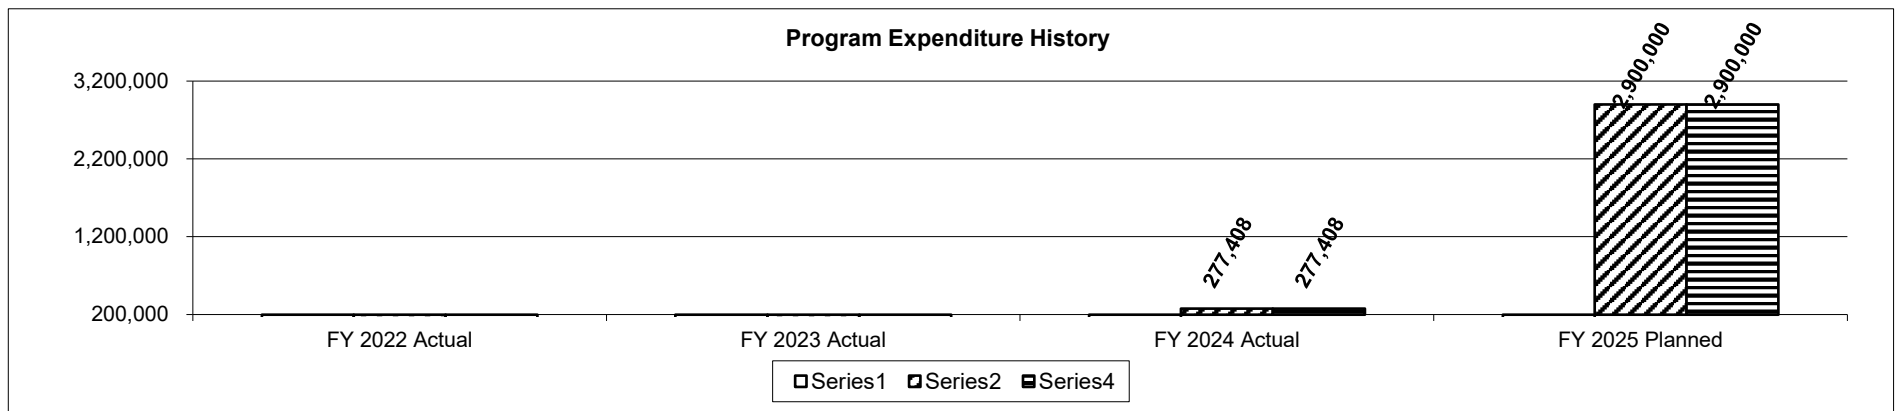 Program Expenditure History
3,200,000
2,200,000
1,200,000
200,000
277,408
277,408
2,900,000
2,900,000
FY 2022 Actual
FY 2023 Actual
FY 2024 Actual
FY 2025 Planned
Series1 Series2 Series4